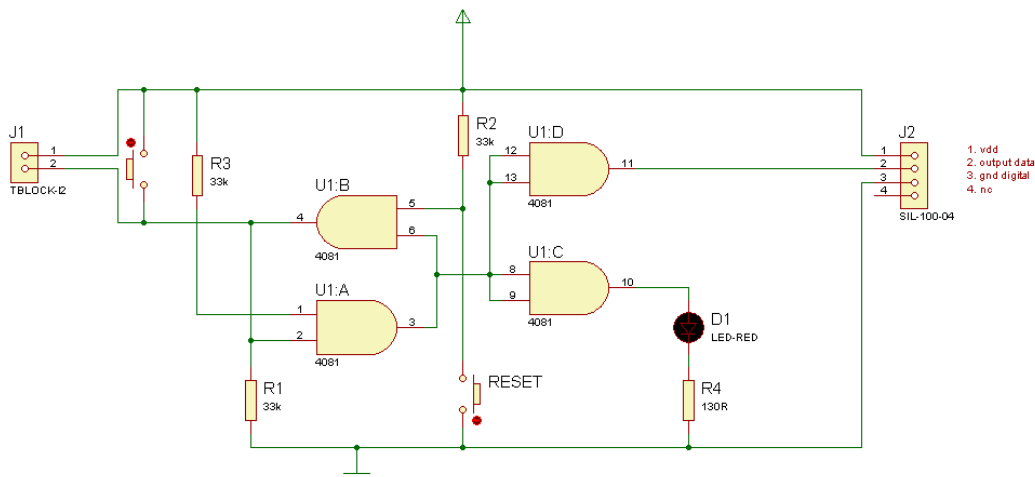 J1
1
2
TBLOCK-I2
R3
33k
R2
33k
U1:B
4
5
6
4081
U1:A
1
2
3
4081
R1
33k
RESET
U1:D
12
13
11
4081
U1:C
8
9
10
4081
D1
LED-RED
R4
130R
J2
1
2
3
4
SIL-100-04
1. vdd
2. output data
3. gnd digital
4. nc